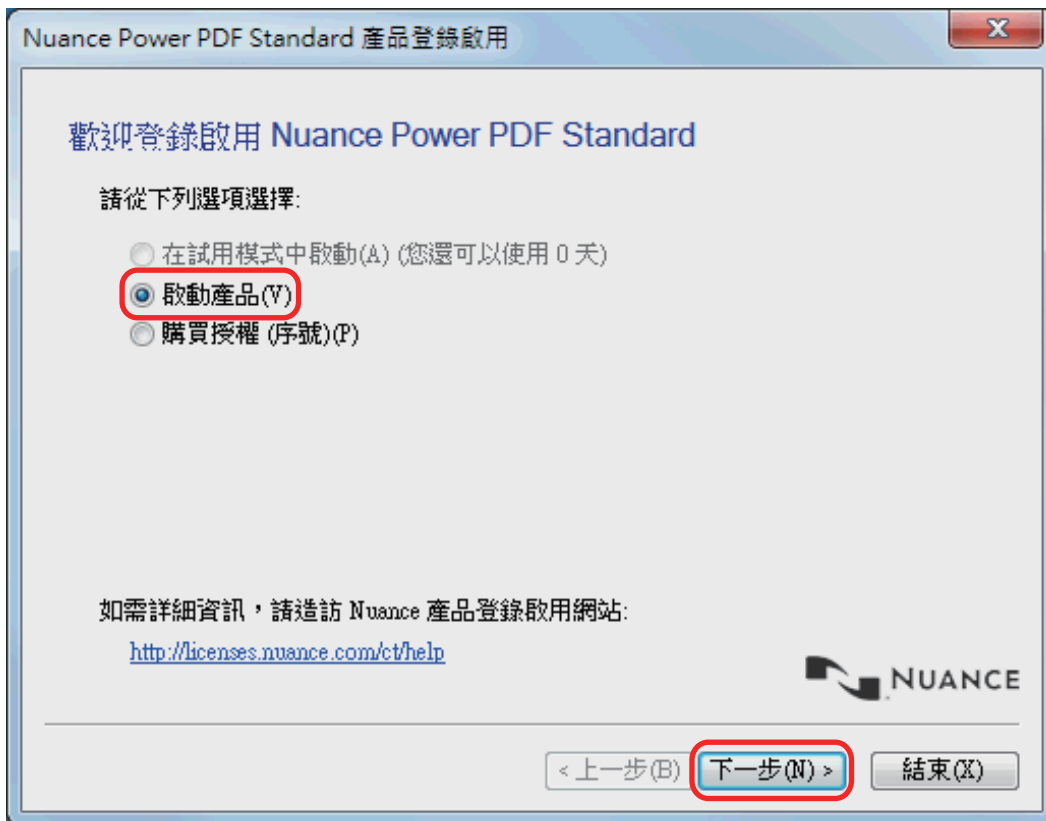 Nuance Power PDF Standard 產品登錄啟用
歡迎登錄啟用 Nuance Power PDF Standard
請從下列選項選擇:
在試用模式中啟動(A) (您還可以使用 0 天)
啟動產品(V)
購買授權 (序號)(P)
如需詳細資訊，請造訪 Nuance 產品登錄啟用網站:
http://licenses.nuance.com/ct/help
NUANCE
<上一步(B) 下一步(N) > 結束(X)